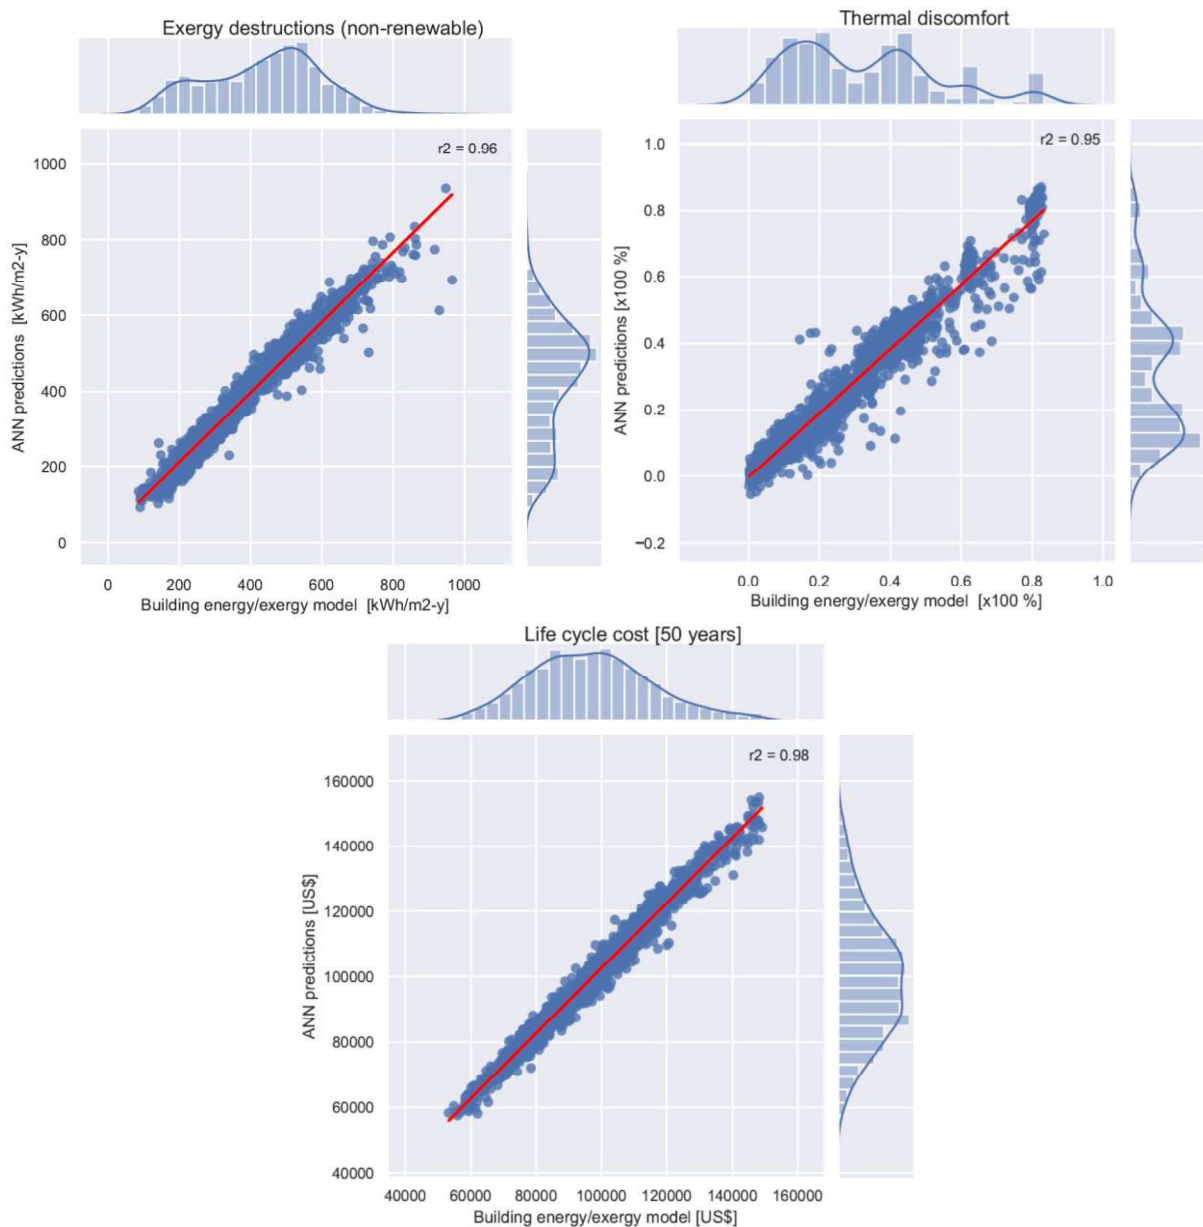 Exergy destructions (non-renewable)
r2 = 0.96
1000
800
600
400
200
0
ANN predictions [kWh/m2-y]
0 200 400 600 800 1000
Building energy/exergy model [kWh/m2-y]
Thermal discomfort
r2 = 0.95
1.0
0.8
0.6
0.4
0.2
0.0
−0.2
ANN predictions [x100 %]
0.0 0.2 0.4 0.6 0.8 1.0
Building energy/exergy model [x100 %]
Life cycle cost [50 years]
r2 = 0.98
160000
140000
120000
100000
80000
60000
40000
ANN predictions [US$]
40000 60000 80000 100000 120000 140000 160000
Building energy/exergy model [US$]